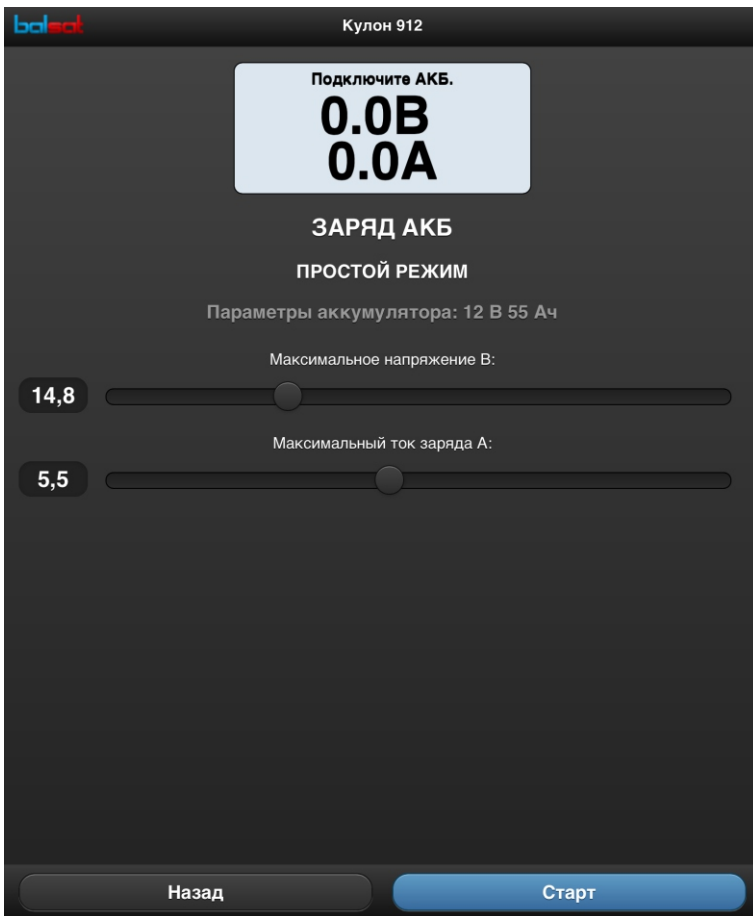 balsat
Кулон 912
Подключите АКБ.
0.0В
0.0А
ЗАРЯД АКБ
ПРОСТОЙ РЕЖИМ
Параметры аккумулятора: 12 В 55 Ач
Максимальное напряжение В:
14,8
Максимальный ток заряда А:
5,5
Назад
Старт